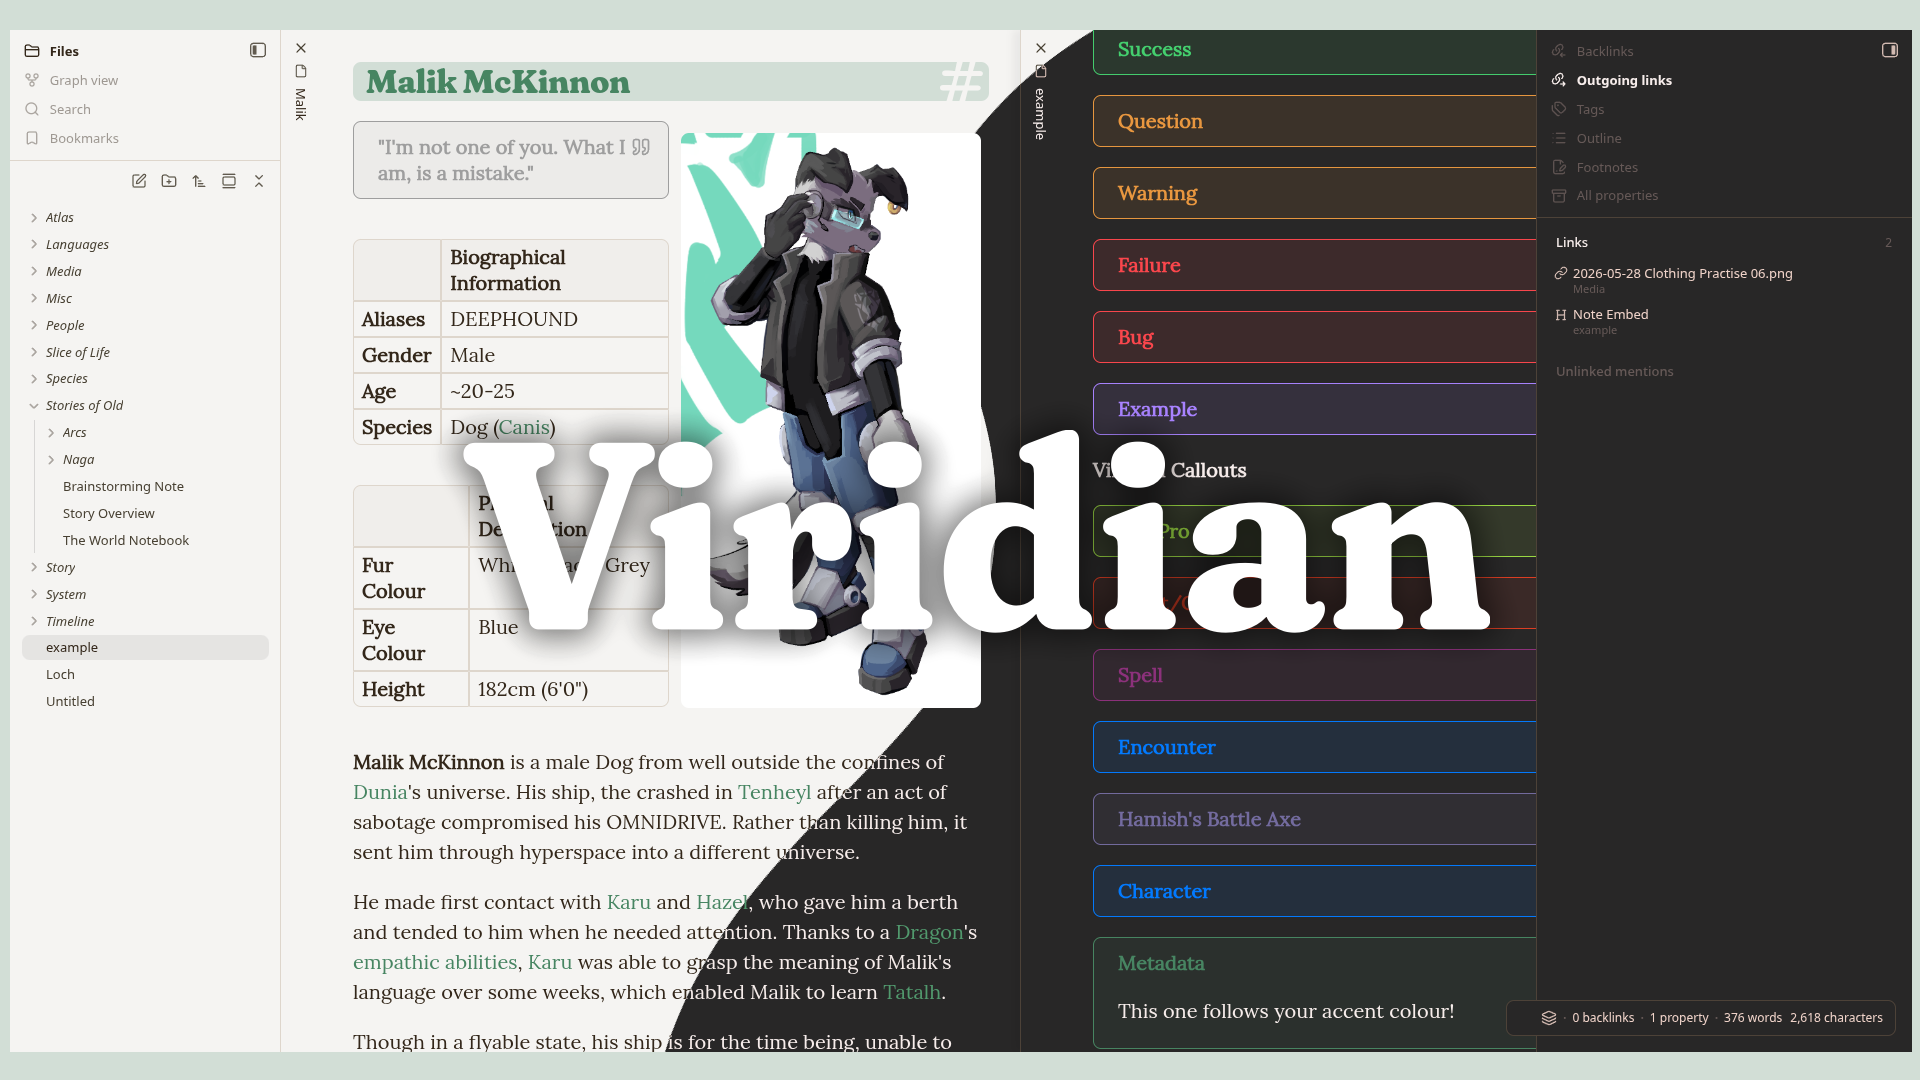 Files
Graph view
Search
Bookmarks
Atlas
Languages
Media
Misc
People
Slice of Life
Species
Stories of Old
Arcs
Naga
Brainstorming Note
Story Overview
The World Notebook
Story
System
Timeline
example
Loch
Untitled
Malik
Malik McKinnon
"I'm not one of you. What I
am, is a mistake."
Biographical
Information
Aliases DEEPHOUND
Gender Male
Age ~20-25
Species Dog (Canis)
Fur
Colour
Grey
Eye
Colour
Blue
Height 182cm (6'0")
Malik McKinnon is a male Dog from well outside the confines of
Dunia's universe. His ship, the crashed in Tenheyl after an act of
sabotage compromised his OMNIDRIVE. Rather than killing him, it
sent him through hyperspace into a different universe.
He made first contact with Karu and Hazel, who gave him a berth
and tended to him when he needed attention. Thanks to a Dragon's
empathic abilities, Karu was able to grasp the meaning of Malik's
language over some weeks, which enabled Malik to learn Tatalh.
Though in a flyable state, his ship is for the time being, unable to
Viridian
example
Success
Question
Warning
Failure
Bug
Example
Callouts
Pro
Spell
Encounter
Hamish's Battle Axe
Character
Metadata
This one follows your accent colour!
Backlinks
Outgoing links
Tags
Outline
Footnotes
All properties
Links 2
2026-05-28 Clothing Practise 06.png
Media
Note Embed
example
Unlinked mentions
0 backlinks · 1 property · 376 words 2,618 characters